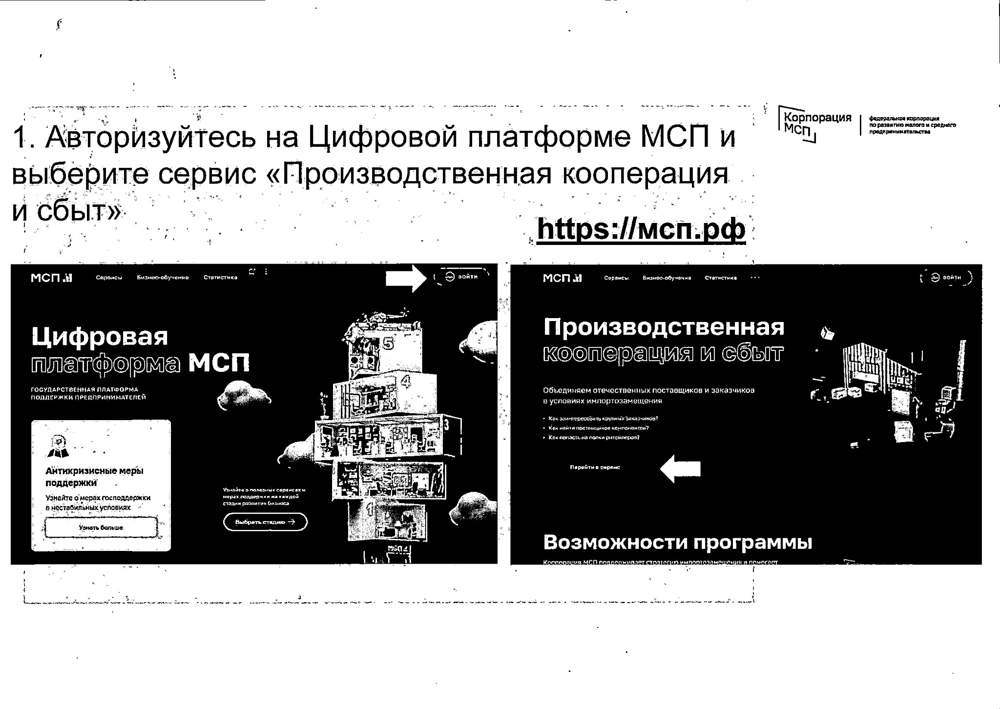 Корпорация
МСП
федеральная корпорация
по развитию малого и среднего
предпринимательства
1. Авторизуйтесь на Цифровой платформе МСП и
выберите сервис «Производственная кооперация
и сбыт»
https://мсп.рф
МСП
Сервисы Бизнес-обучение Статистика
ВОЙТИ
Цифровая
платформа МСП
ГОСУДАРСТВЕННАЯ ПЛАТФОРМА
ПОДДЕРЖКИ ПРЕДПРИНИМАТЕЛЕЙ
Антикризисные меры
поддержки
Узнайте о мерах господдержки
в нестабильных условиях
Узнать больше
Узнайте о полезных сервисах и
мерах поддержки на каждой
стадии развития бизнеса
Выбрать стадию →
5
4
3
1
МСП
МСП
Сервисы Бизнес-обучение Статистика ...
ВОЙТИ
Производственная
кооперация и сбыт
Объединяем отечественных поставщиков и заказчиков
в условиях импортозамещения
• Как заинтересовать крупных заказчиков?
• Как найти поставщиков компонентов?
• Как попасть на полки ритейлеров?
Перейти в сервис
Возможности программы
Корпорация МСП поддерживает стратегию импортозамещения и помогает